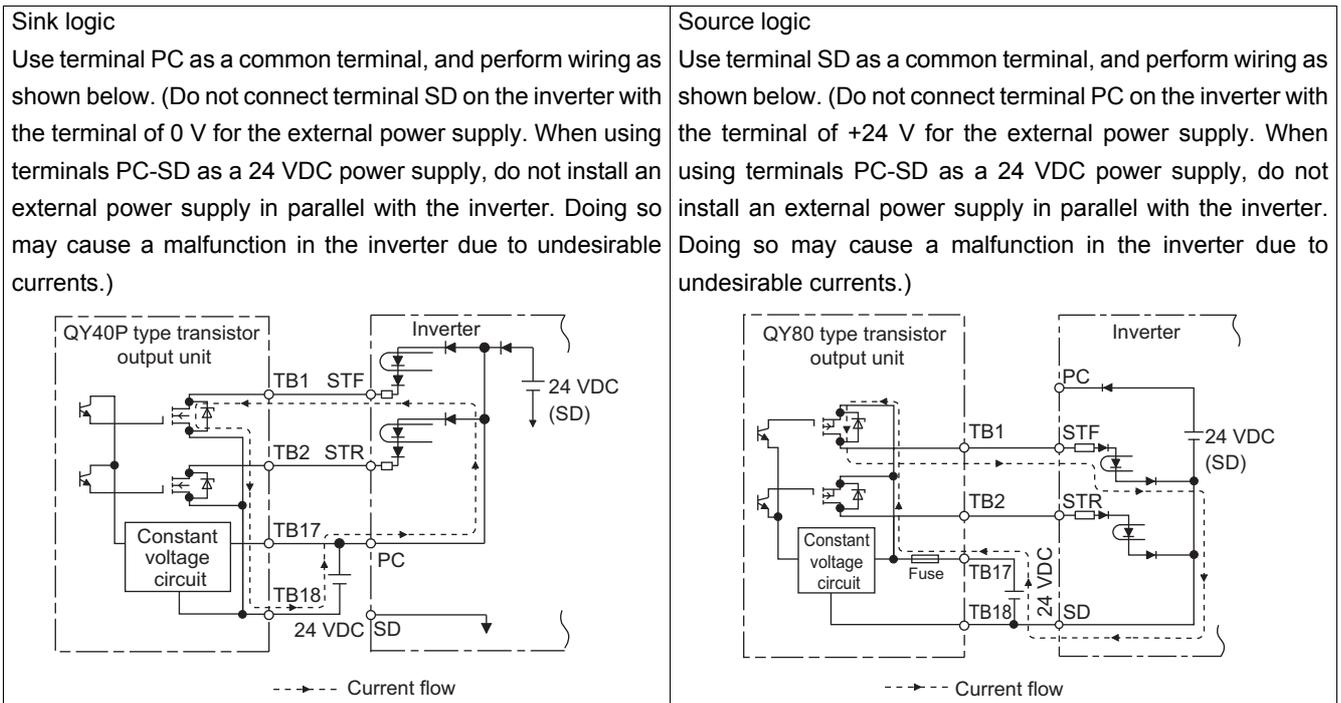 Sink logic
Use terminal PC as a common terminal, and perform wiring as
shown below. (Do not connect terminal SD on the inverter with
the terminal of 0 V for the external power supply. When using
terminals PC-SD as a 24 VDC power supply, do not install an
external power supply in parallel with the inverter. Doing so
may cause a malfunction in the inverter due to undesirable
currents.)
QY40P type transistor
output unit
Inverter
TB1 STF
24 VDC
(SD)
TB2 STR
Constant
voltage
circuit
TB17
PC
TB18
24 VDC
SD
Current flow
Source logic
Use terminal SD as a common terminal, and perform wiring as
shown below. (Do not connect terminal PC on the inverter with
the terminal of +24 V for the external power supply. When
using terminals PC-SD as a 24 VDC power supply, do not
install an external power supply in parallel with the inverter.
Doing so may cause a malfunction in the inverter due to
undesirable currents.)
QY80 type transistor
output unit
Inverter
PC
TB1
STF
24 VDC
(SD)
TB2
STR
Constant
voltage
circuit
Fuse
TB17
24 VDC
TB18
SD
Current flow